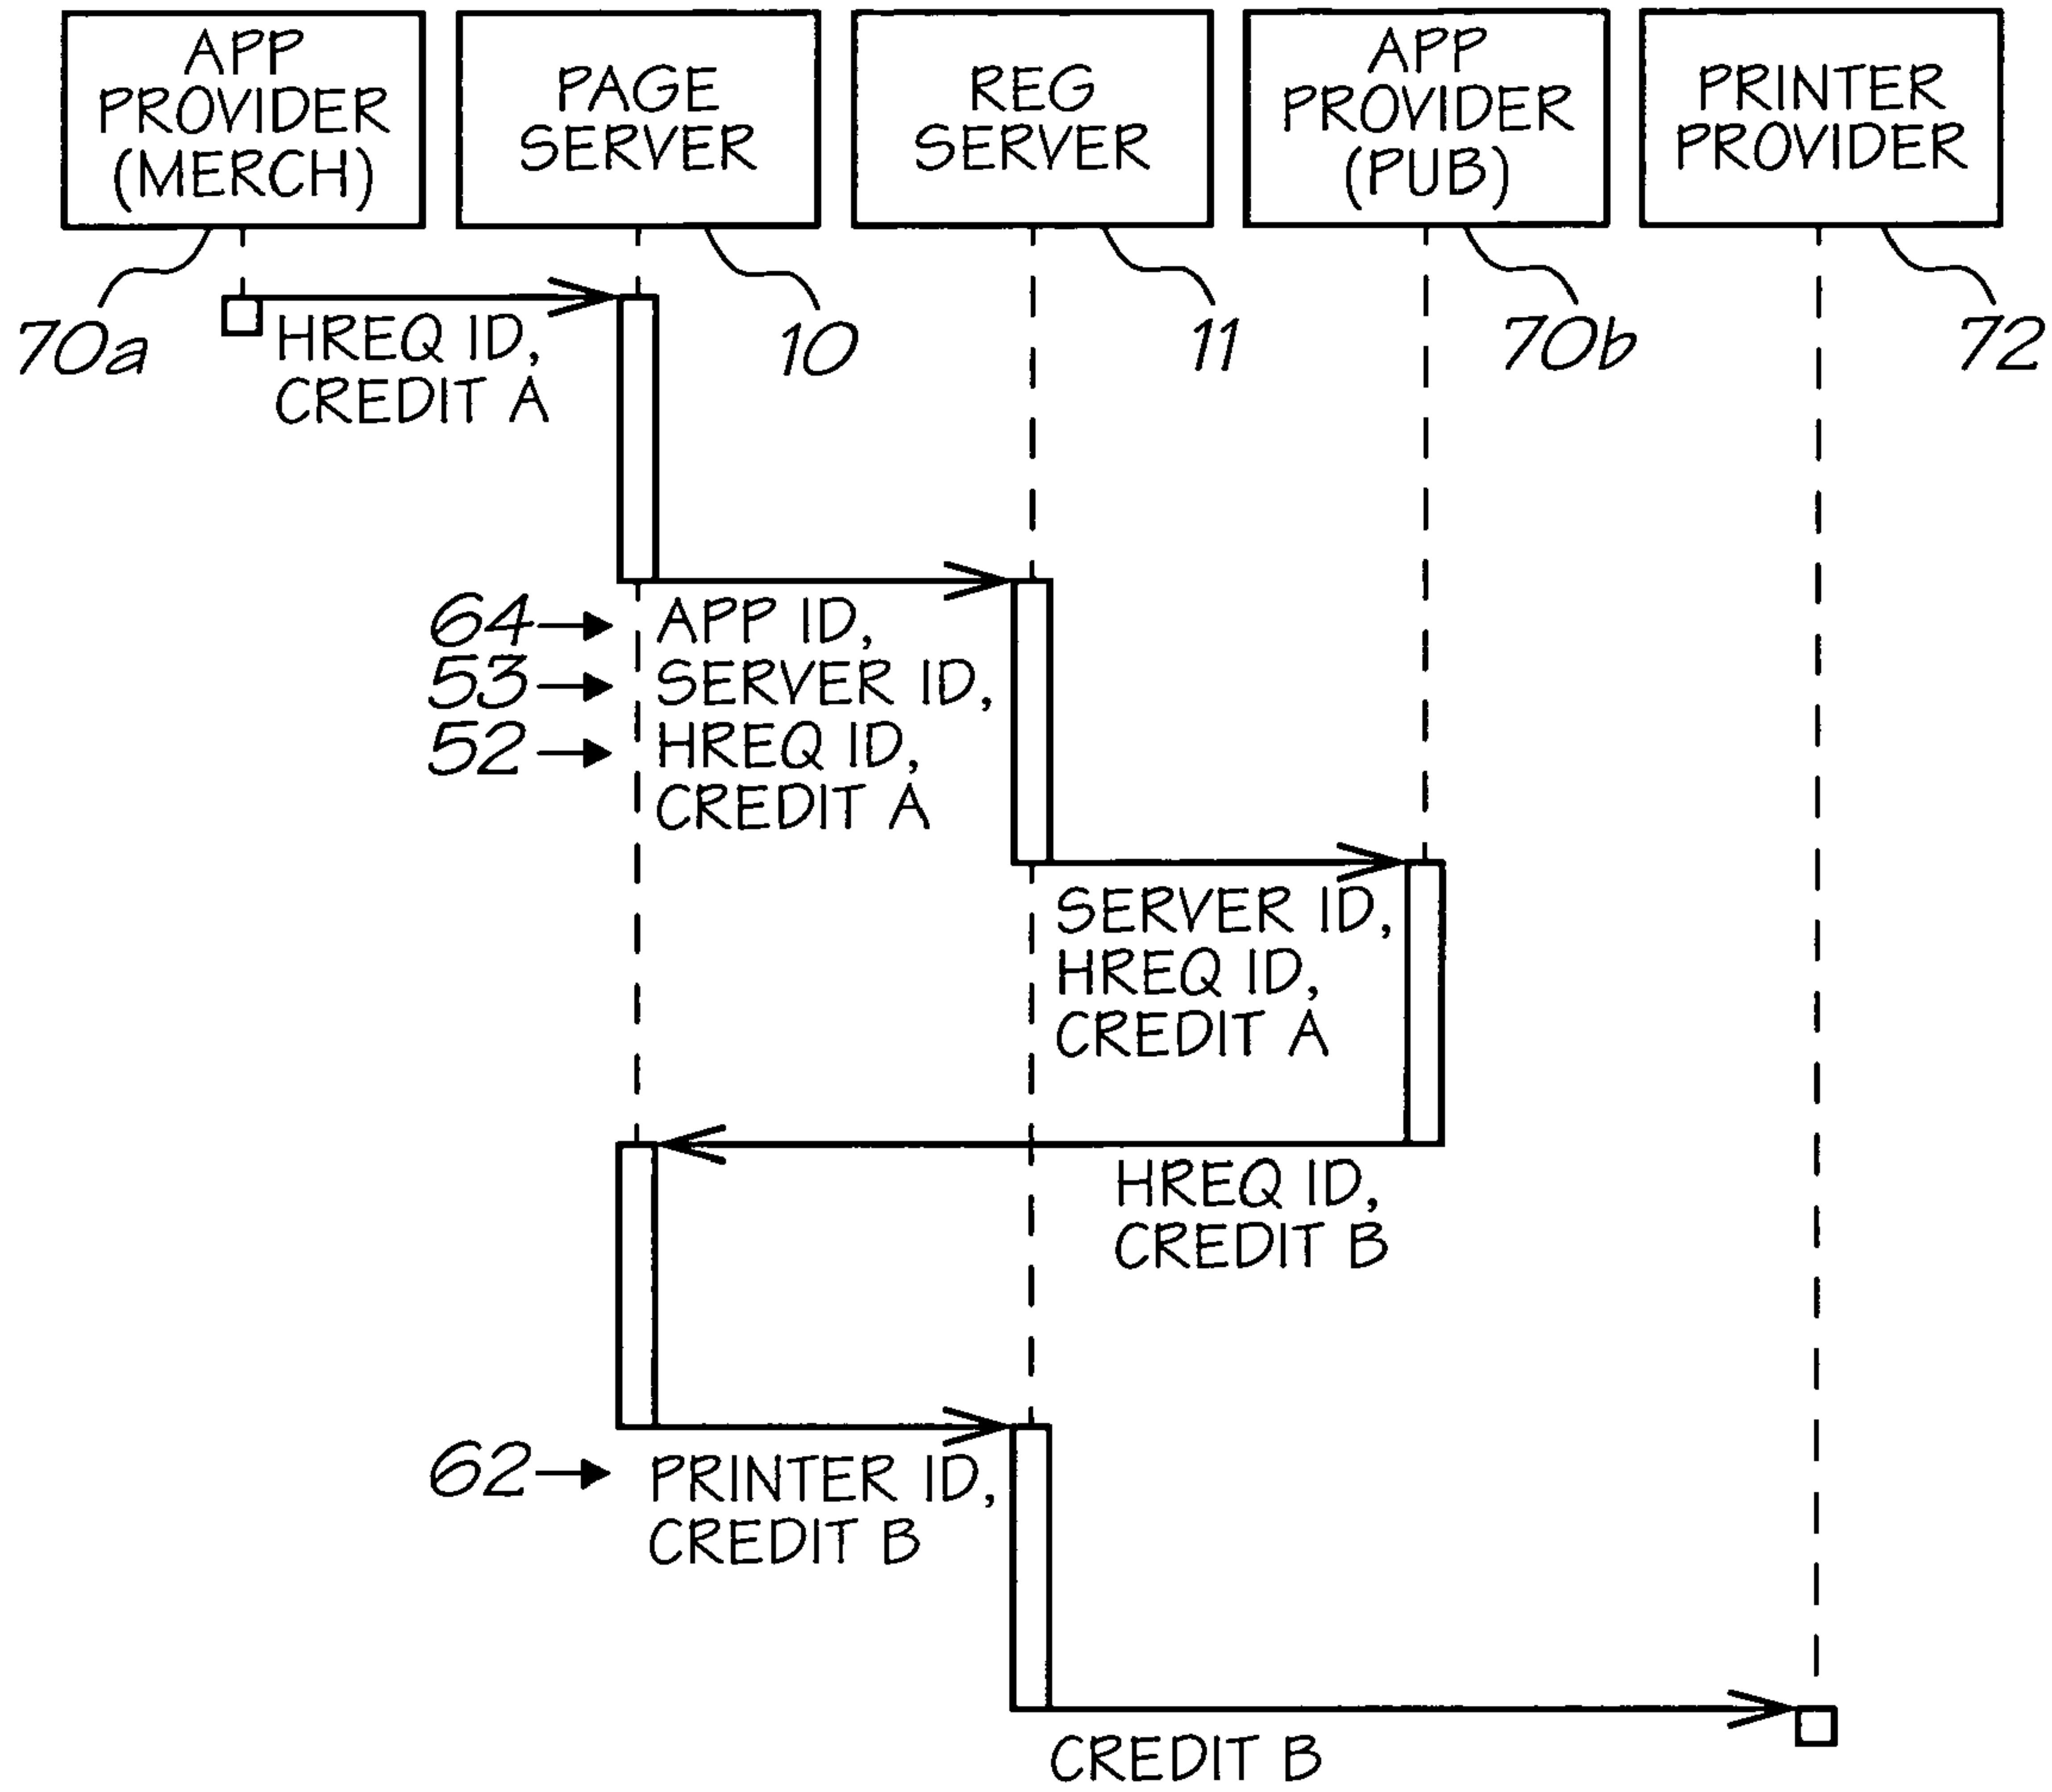 APP
PROVIDER
(MERCH)
PAGE
SERVER
REG
SERVER
APP
PROVIDER
(PUB)
PRINTER
PROVIDER
70a
10
11
70b
72
HREQ ID,
CREDIT A
64
APP ID,
53
SERVER ID,
52
HREQ ID,
CREDIT A
SERVER ID,
HREQ ID,
CREDIT A
HREQ ID,
CREDIT B
62
PRINTER ID,
CREDIT B
CREDIT B